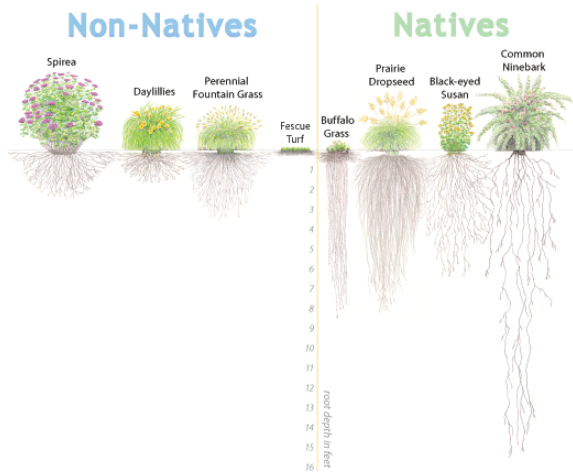 Non-Natives
Natives
Spirea
Daylillies
Perennial
Fountain Grass
Fescue
Turf
Buffalo
Grass
Prairie
Dropseed
Black-eyed
Susan
Common
Ninebark
1
2
3
4
5
6
7
8
9
10
11
12
13
14
15
16
root depth in feet